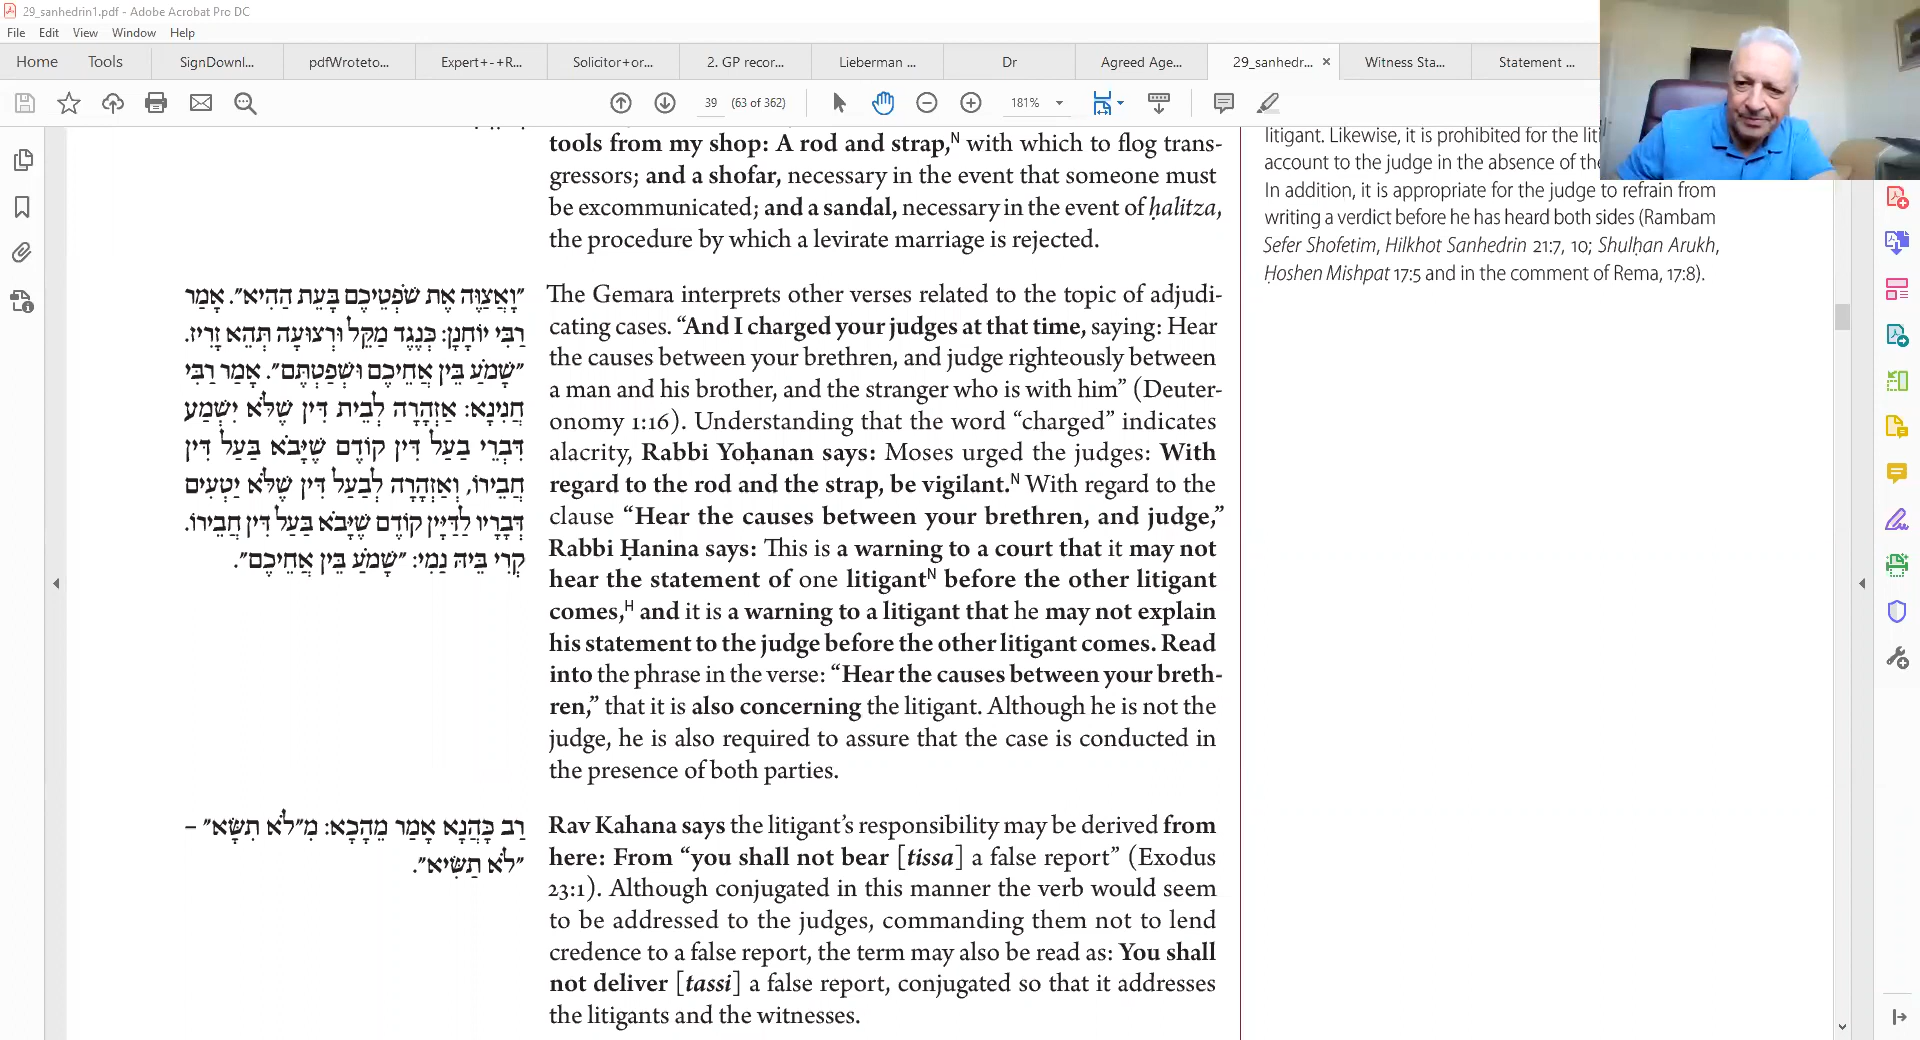 29_sanhedrin1.pdf - Adobe Acrobat Pro DC
File Edit View Window Help
Home Tools SignDownl... pdfWroteto... Expert+-+R... Solicitor+or... 2. GP recor... Lieberman ... Dr Agreed Age... 29_sanhedr... × Witness Sta... Statement ...
39 (63 of 362) 181%
tools from my shop: A rod and strap,ᴺ with which to flog trans-
gressors; and a shofar, necessary in the event that someone must
be excommunicated; and a sandal, necessary in the event of ḥalitza,
the procedure by which a levirate marriage is rejected.
״וָאֲצַוֶּה אֶת שֹׁפְטֵיכֶם בָּעֵת הַהִיא״. אָמַר
רַבִּי יוֹחָנָן: כְּנֶגֶד מַקֵּל וּרְצוּעָה תְּהֵא זָרִיז.
״שָׁמֹעַ בֵּין אֲחֵיכֶם וּשְׁפַטְתֶּם״. אָמַר רַבִּי
חֲנִינָא: אַזְהָרָה לְבֵית דִּין שֶׁלֹּא יִשְׁמַע
דִּבְרֵי בַּעַל דִּין קוֹדֶם שֶׁיָּבֹא בַּעַל דִּין
חֲבֵירוֹ, וְאַזְהָרָה לְבַעַל דִּין שֶׁלֹּא יַטְעִים
דְּבָרָיו לַדַּיָּין קוֹדֶם שֶׁיָּבֹא בַּעַל דִּין חֲבֵירוֹ.
קְרִי בֵּיהּ נַמִי: ״שָׁמֹעַ בֵּין אֲחֵיכֶם״.
The Gemara interprets other verses related to the topic of adjudi-
cating cases. “And I charged your judges at that time, saying: Hear
the causes between your brethren, and judge righteously between
a man and his brother, and the stranger who is with him” (Deuter-
onomy 1:16). Understanding that the word “charged” indicates
alacrity, Rabbi Yoḥanan says: Moses urged the judges: With
regard to the rod and the strap, be vigilant.ᴺ With regard to the
clause “Hear the causes between your brethren, and judge,”
Rabbi Ḥanina says: This is a warning to a court that it may not
hear the statement of one litigantᴺ before the other litigant
comes,ᴴ and it is a warning to a litigant that he may not explain
his statement to the judge before the other litigant comes. Read
into the phrase in the verse: “Hear the causes between your breth-
ren,” that it is also concerning the litigant. Although he is not the
judge, he is also required to assure that the case is conducted in
the presence of both parties.
רַב כָּהֲנָא אָמַר מֵהָכָא: מִ״לֹּא תִשָּׂא״ –
״לֹא תַשִּׂיא״.
Rav Kahana says the litigant’s responsibility may be derived from
here: From “you shall not bear [tissa] a false report” (Exodus
23:1). Although conjugated in this manner the verb would seem
to be addressed to the judges, commanding them not to lend
credence to a false report, the term may also be read as: You shall
not deliver [tassi] a false report, conjugated so that it addresses
the litigants and the witnesses.
litigant. Likewise, it is prohibited for the
account to the judge in the absence of
In addition, it is appropriate for the judge to refrain from
writing a verdict before he has heard both sides (Rambam
Sefer Shofetim, Hilkhot Sanhedrin 21:7, 10; Shulḥan Arukh,
Ḥoshen Mishpat 17:5 and in the comment of Rema, 17:8).